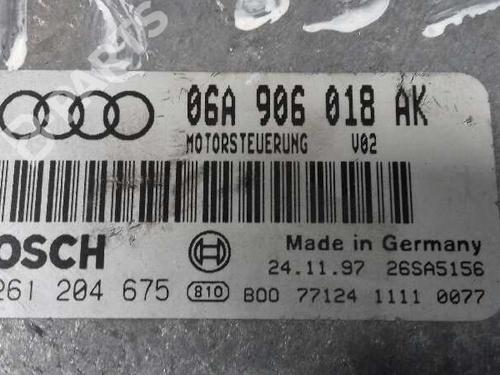 06A 906 018 AK
MOTORSTEUERUNG V02
OSCH
Made in Germany
24.11.97 26SA5156
261 204 675 810 B00 77124 1111 0077